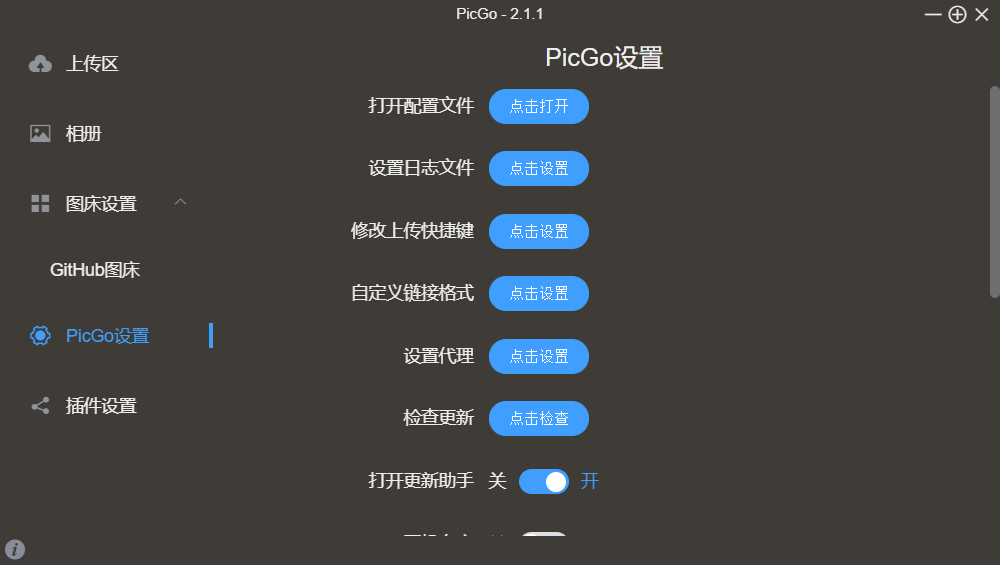 PicGo - 2.1.1
上传区
相册
图床设置
GitHub图床
PicGo设置
插件设置
PicGo设置
打开配置文件 点击打开
设置日志文件 点击设置
修改上传快捷键 点击设置
自定义链接格式 点击设置
设置代理 点击设置
检查更新 点击检查
打开更新助手 关 开